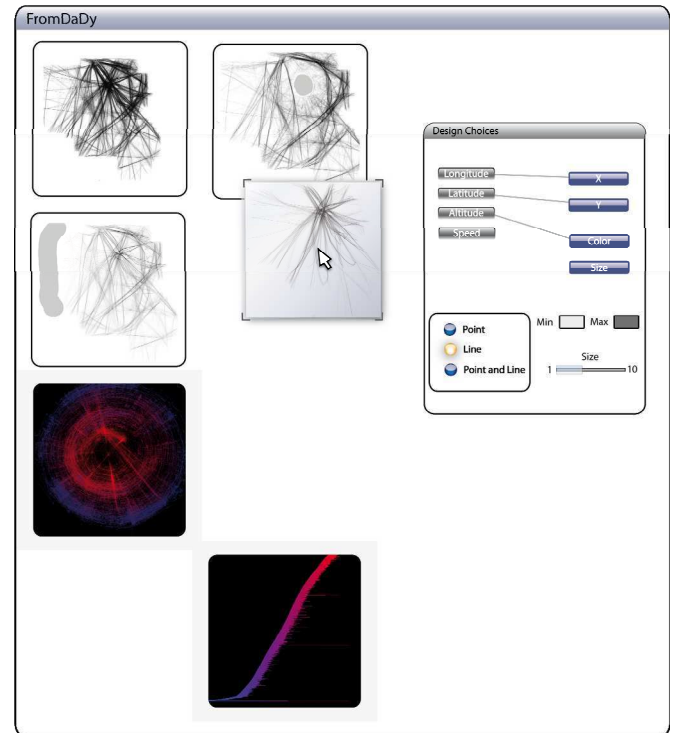 FromDaDy
Design Choices
Longitude
X
Latitude
Y
Altitude
Speed
Color
Size
Point
Min
Max
Line
Size
Point and Line
1
10